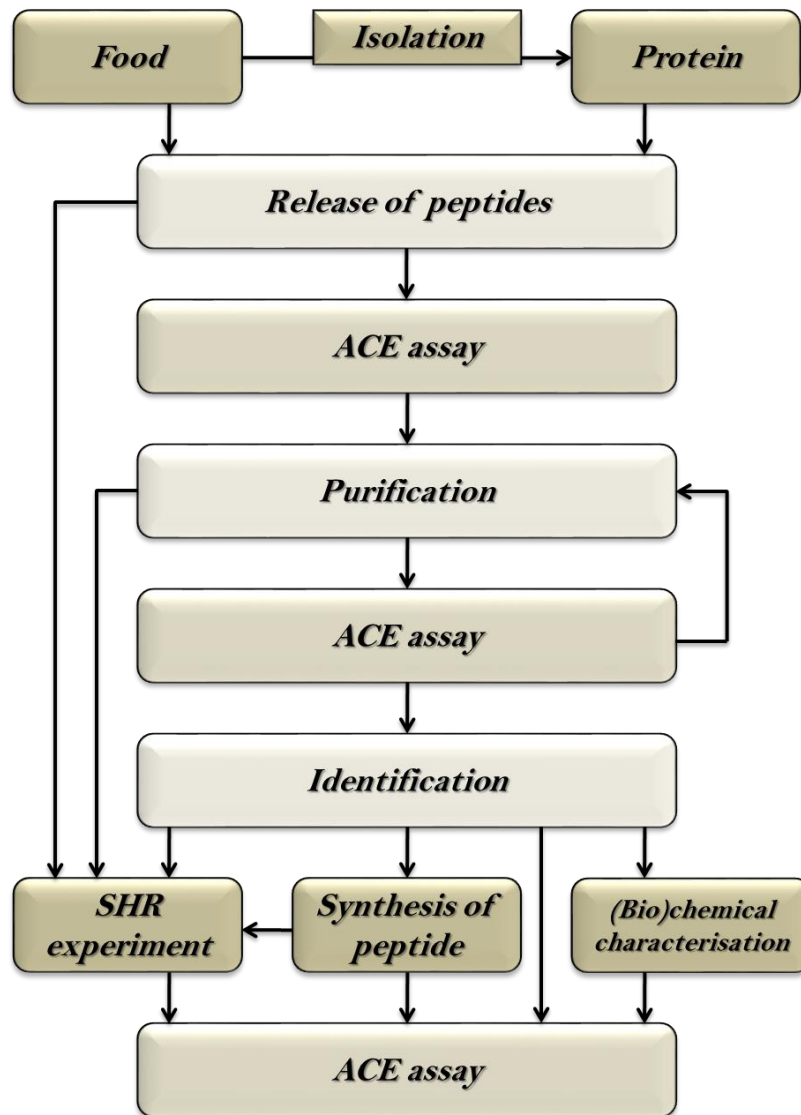 Food
Isolation
Protein
Release of peptides
ACE assay
Purification
ACE assay
Identification
SHR
experiment
Synthesis of
peptide
(Bio)chemical
characterisation
ACE assay